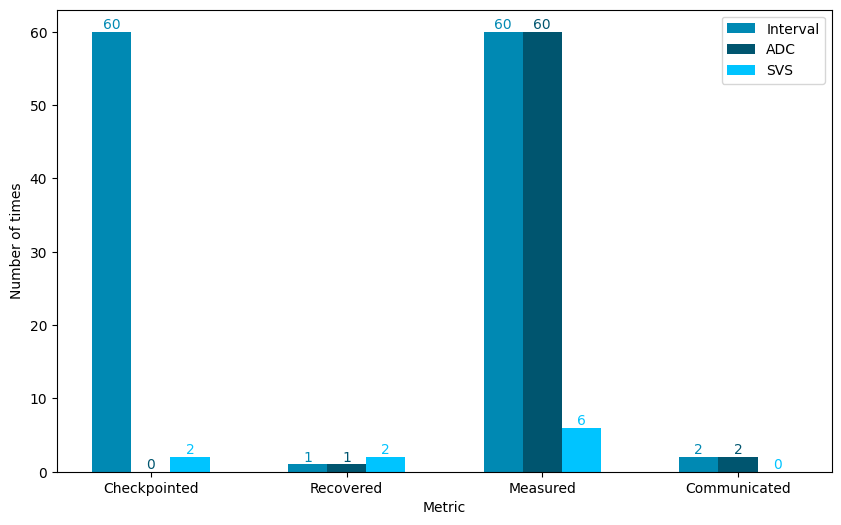 60
60
60
Interval
ADC
SVS
60
50
40
30
20
10
0
Number of times
0
2
1
1
2
6
2
2
0
Checkpointed
Recovered
Measured
Communicated
Metric